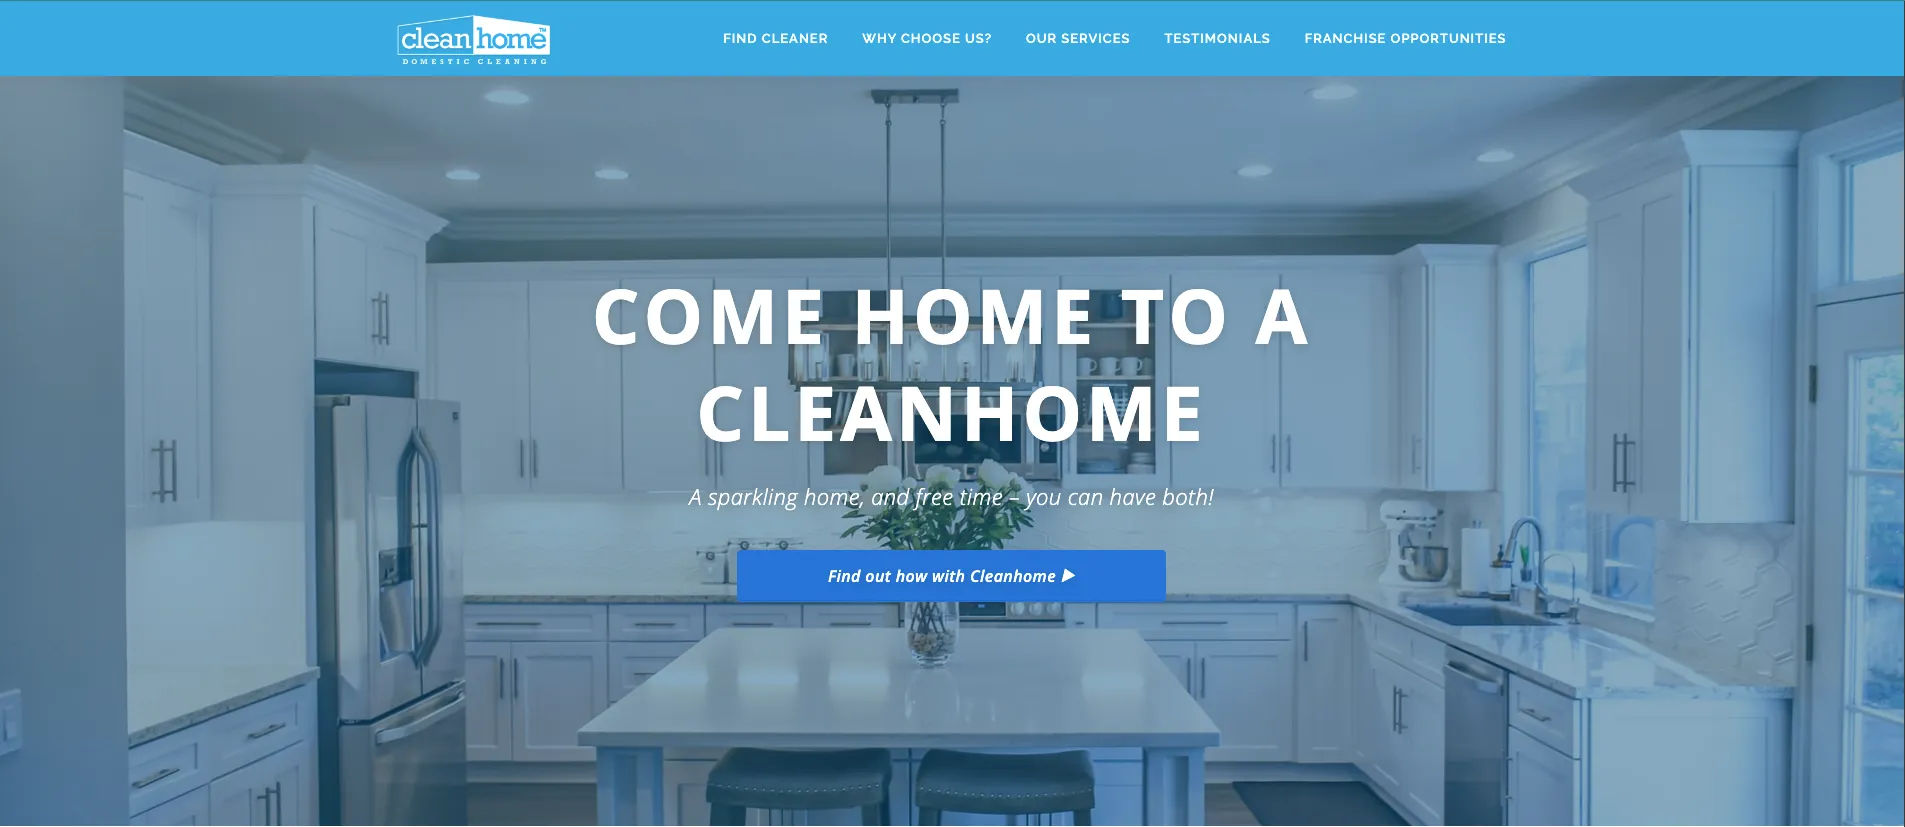 clean home™
DOMESTIC CLEANING
FIND CLEANER
WHY CHOOSE US?
OUR SERVICES
TESTIMONIALS
FRANCHISE OPPORTUNITIES
COME HOME TO A
CLEANHOME
A sparkling home, and free time – you can have both!
Find out how with Cleanhome ▶